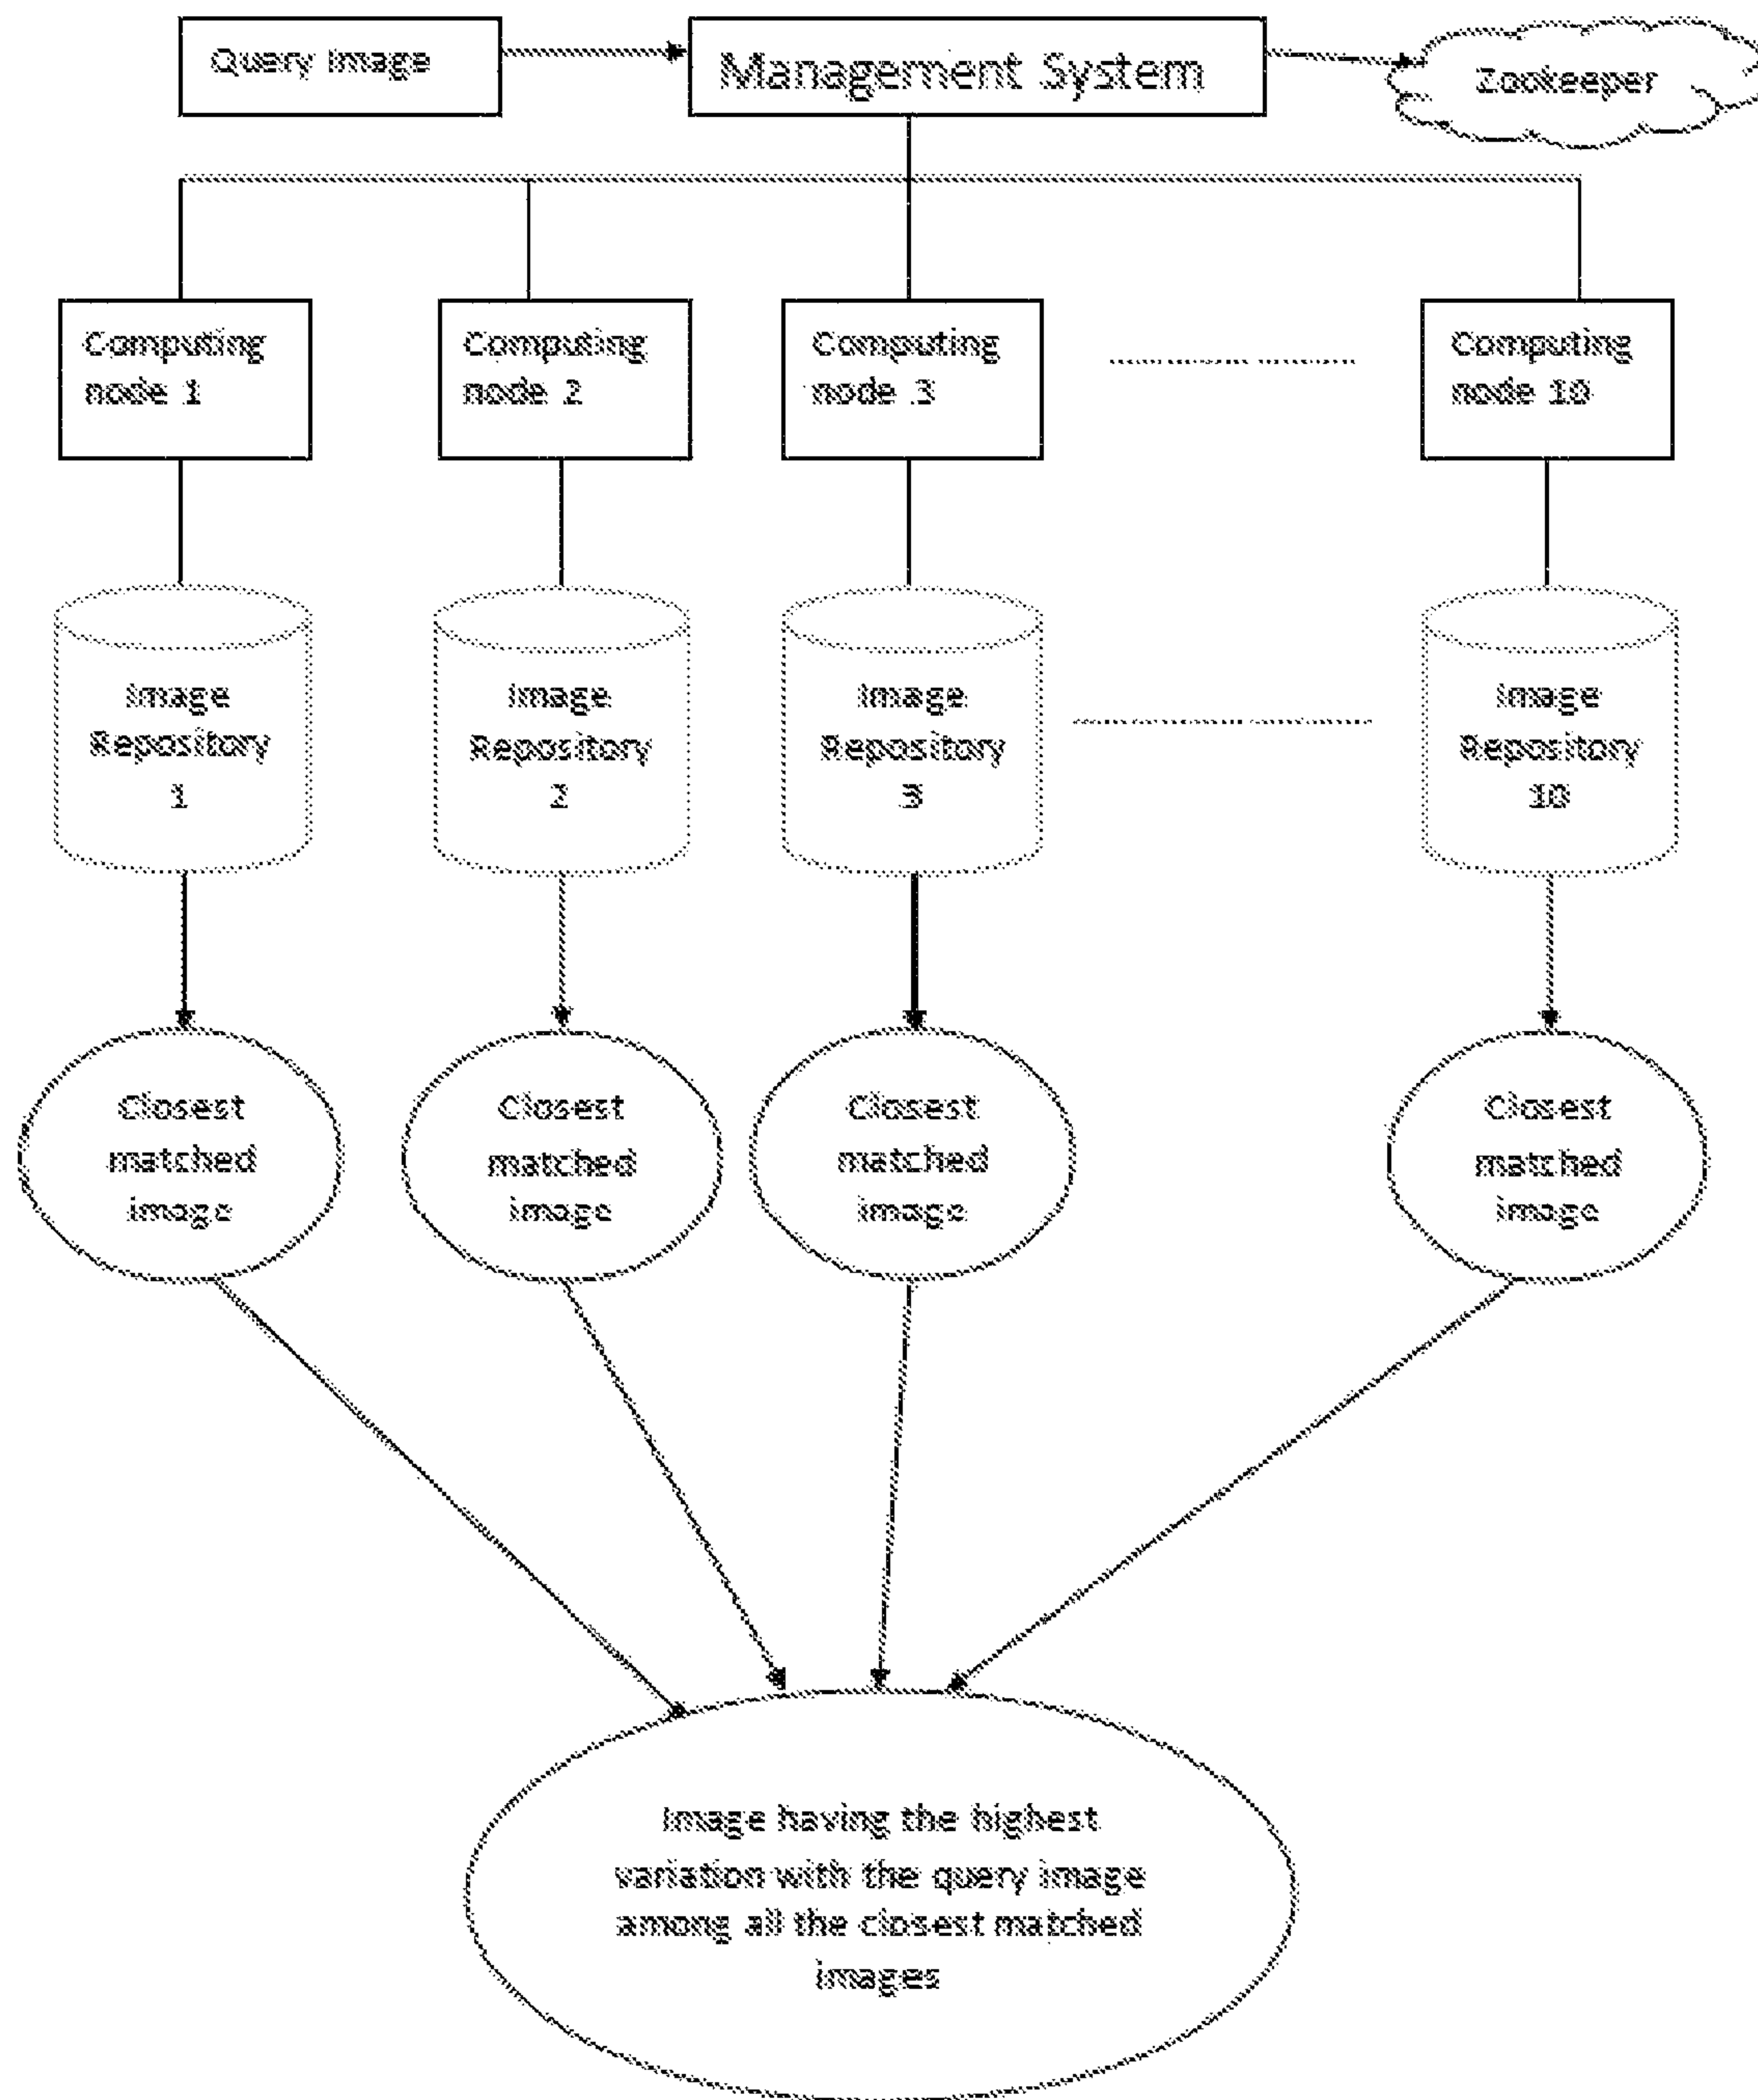 Query Image
Management System
Zookeeper
Computing
node 1
Computing
node 2
Computing
node 3
Computing
node 10
Image
Repository
1
Image
Repository
2
Image
Repository
3
Image
Repository
10
Closest
matched
image
Closest
matched
image
Closest
matched
image
Closest
matched
image
Image having the highest
variation with the query image
among all the closest matched
images